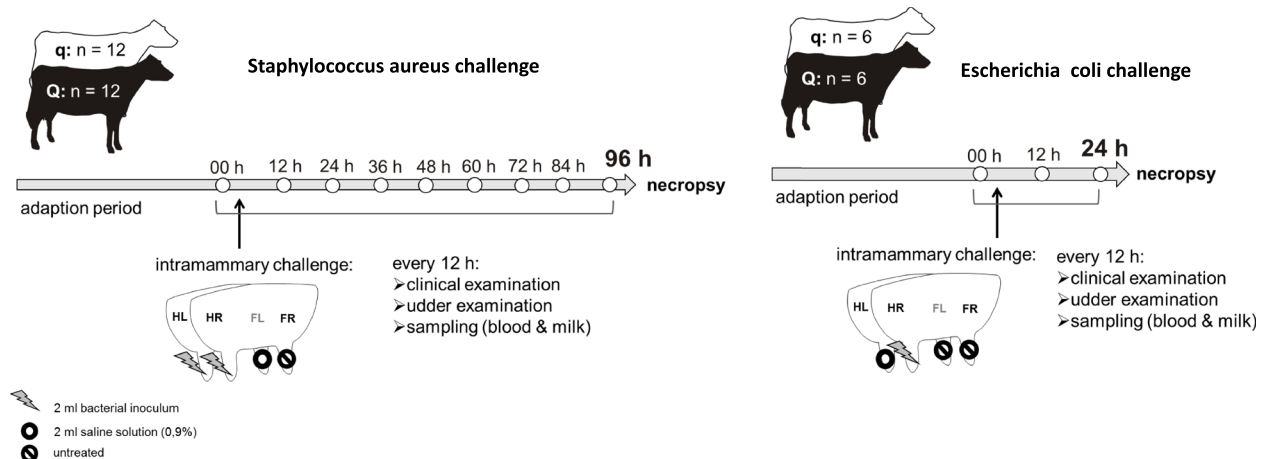 q: n = 12
Q: n = 12
Staphylococcus aureus challenge
00 h 12 h 24 h 36 h 48 h 60 h 72 h 84 h 96 h
necropsy
adaption period
intramammary challenge:
HL HR FL FR
every 12 h:
➢clinical examination
➢udder examination
➢sampling (blood & milk)
2 ml bacterial inoculum
2 ml saline solution (0,9%)
untreated
q: n = 6
Q: n = 6
Escherichia coli challenge
00 h 12 h 24 h
necropsy
adaption period
intramammary challenge:
HL HR FL FR
every 12 h:
➢clinical examination
➢udder examination
➢sampling (blood & milk)